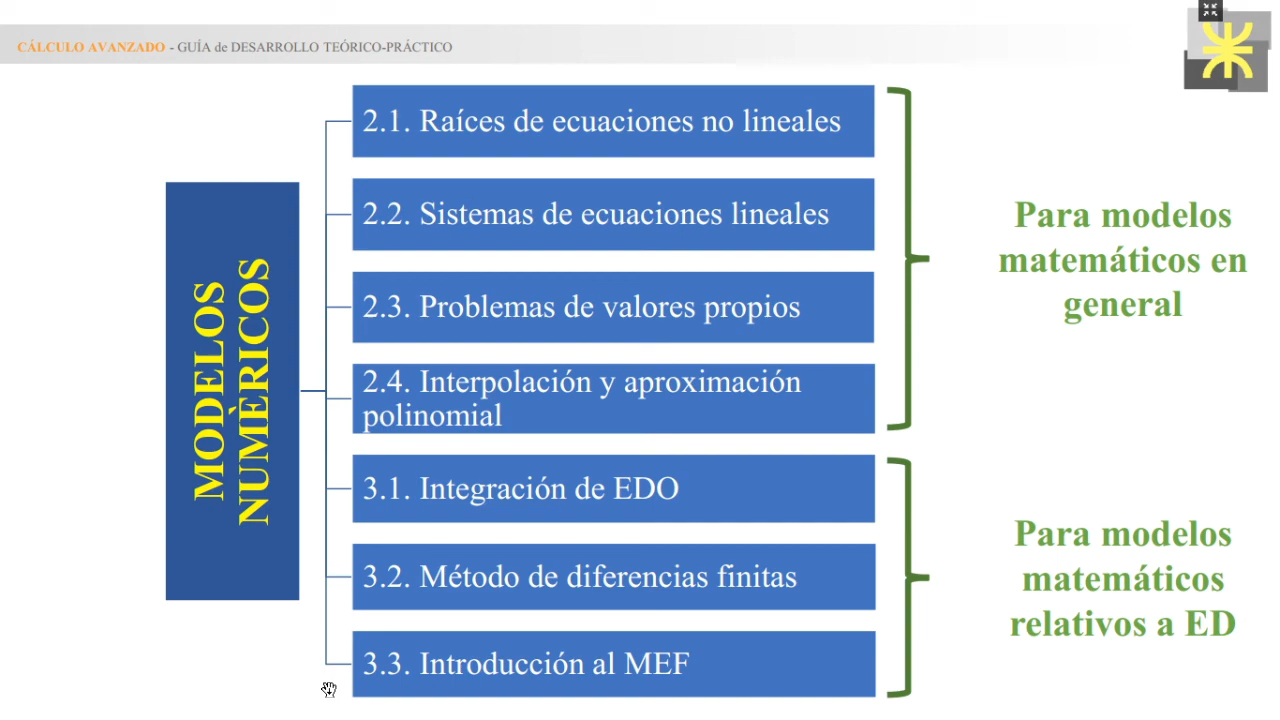 CÁLCULO AVANZADO - GUÍA de DESARROLLO TEÓRICO-PRÁCTICO
MODELOS
NUMÈRICOS
2.1. Raíces de ecuaciones no lineales
2.2. Sistemas de ecuaciones lineales
2.3. Problemas de valores propios
2.4. Interpolación y aproximación
polinomial
3.1. Integración de EDO
3.2. Método de diferencias finitas
3.3. Introducción al MEF
Para modelos
matemáticos en
general
Para modelos
matemáticos
relativos a ED